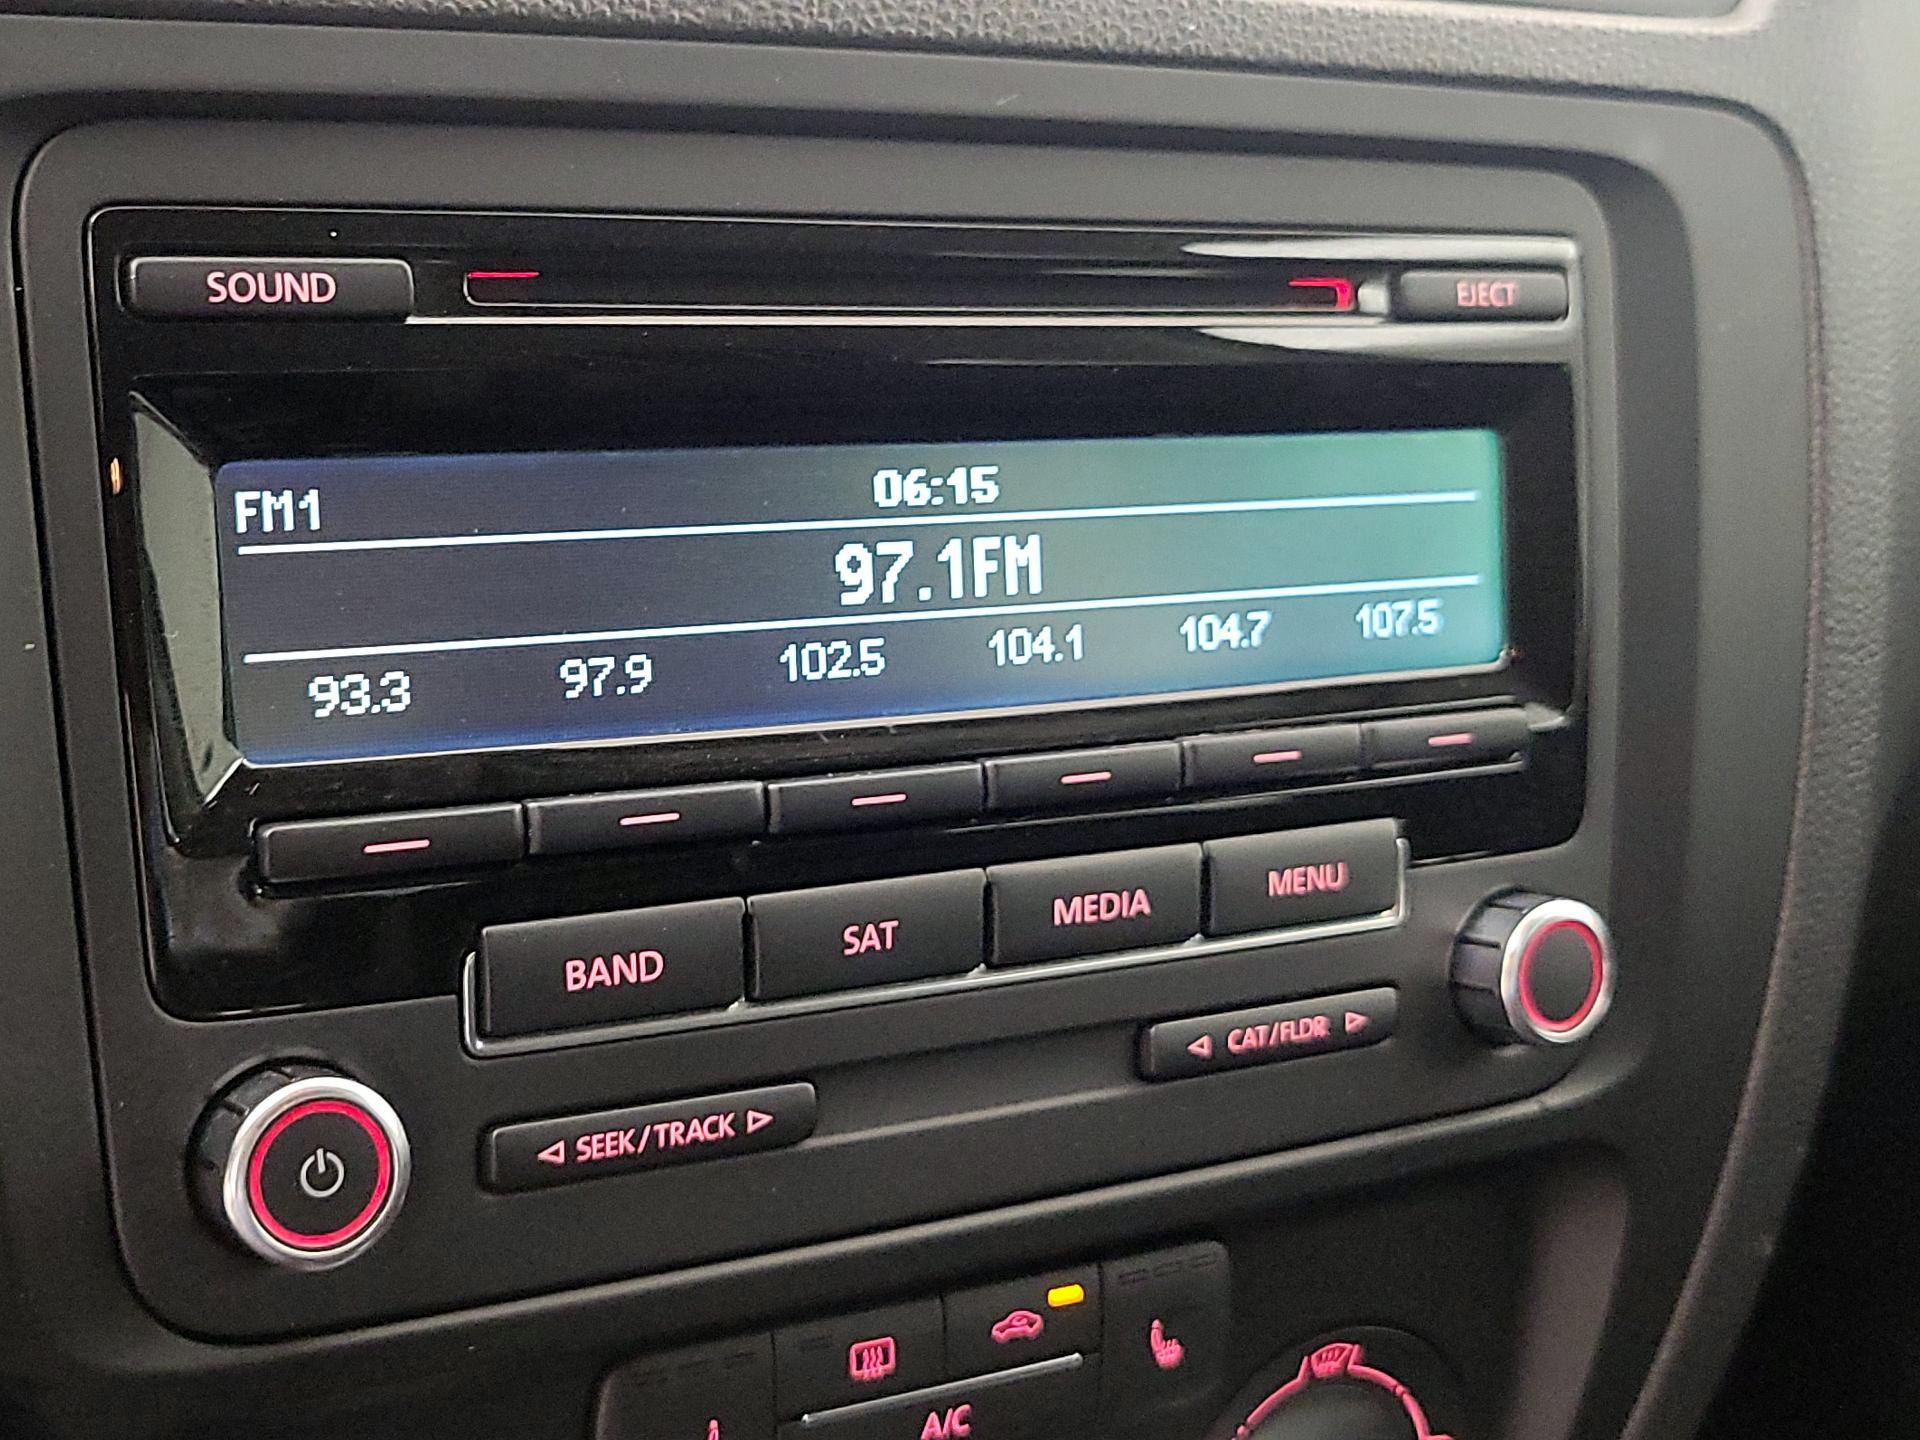 SOUND
EJECT
FM1 06:15
97.1FM
93.3 97.9 102.5 104.1 104.7 107.5
BAND SAT MEDIA MENU
◁ SEEK/TRACK ▷
◁ CAT/FLDR ▷
A/C